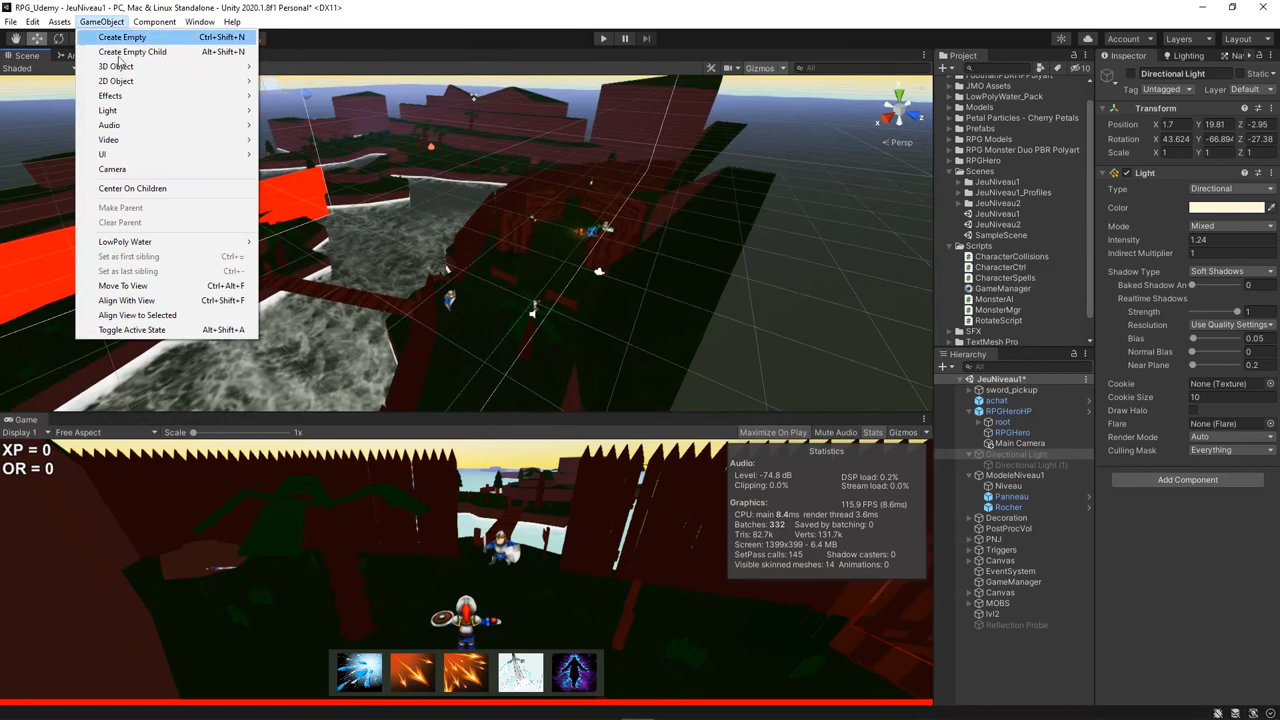 RPG_Udemy - JeuNiveau1 - PC, Mac & Linux Standalone - Unity 2020.1.8f1 Personal* <DX11>
File Edit Assets GameObject Component Window Help
Account Layers Layout
Create Empty Ctrl+Shift+N
Create Empty Child Alt+Shift+N
3D Object
2D Object
Effects
Light
Audio
Video
UI
Camera
Center On Children
Make Parent
Clear Parent
LowPoly Water
Set as first sibling Ctrl+=
Set as last sibling Ctrl+-
Move To View Ctrl+Alt+F
Align With View Ctrl+Shift+F
Align View to Selected
Toggle Active State Alt+Shift+A
Scene
Shaded
Gizmos All
x
Persp
Project
10
JMO Assets
LowPolyWater_Pack
Models
Petal Particles - Cherry Petals
Prefabs
RPG Models
RPG Monster Duo PBR Polyart
RPGHero
Scenes
JeuNiveau1
JeuNiveau1_Profiles
JeuNiveau2
JeuNiveau1
JeuNiveau2
SampleScene
Scripts
CharacterCollisions
CharacterCtrl
CharacterSpells
GameManager
MonsterAI
MonsterMgr
RotateScript
SFX
TextMesh Pro
Hierarchy
All
JeuNiveau1*
sword_pickup
achat
RPGHeroHP
root
RPGHero
Main Camera
Directional Light
Directional Light (1)
ModeleNiveau1
Niveau
Panneau
Rocher
Decoration
PostProcVol
PNJ
Triggers
Canvas
EventSystem
GameManager
Canvas
MOBS
lvl2
Reflection Probe
Inspector Lighting
Directional Light Static
Tag Untagged Layer Default
Transform
Position X 1.7 Y 19.81 Z -2.95
Rotation X 43.624 Y -66.894 Z -27.38
Scale X 1 Y 1 Z 1
Light
Type Directional
Color
Mode Mixed
Intensity 1.24
Indirect Multiplier 1
Shadow Type Soft Shadows
Baked Shadow An 0
Realtime Shadows
Strength 1
Resolution Use Quality Settings
Bias 0.05
Normal Bias 0
Near Plane 0.2
Cookie None (Texture)
Cookie Size 10
Draw Halo
Flare None (Flare)
Render Mode Auto
Culling Mask Everything
Add Component
Game
Display 1 Free Aspect Scale 1x Maximize On Play Mute Audio Stats Gizmos
XP = 0
OR = 0
Statistics
Audio:
Level: -74.8 dB DSP load: 0.2%
Clipping: 0.0% Stream load: 0.0%
Graphics: 115.9 FPS (8.6ms)
CPU: main 8.4ms render thread 3.6ms
Batches: 332 Saved by batching: 0
Tris: 82.7k Verts: 131.7k
Screen: 1399x399 - 6.4 MB
SetPass calls: 145 Shadow casters: 0
Visible skinned meshes: 14 Animations: 0